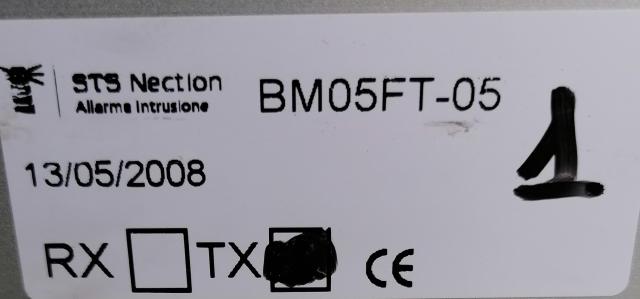 STS Nection
Allarme Intrusione
BM05FT-05
13/05/2008
1
RX TX CE